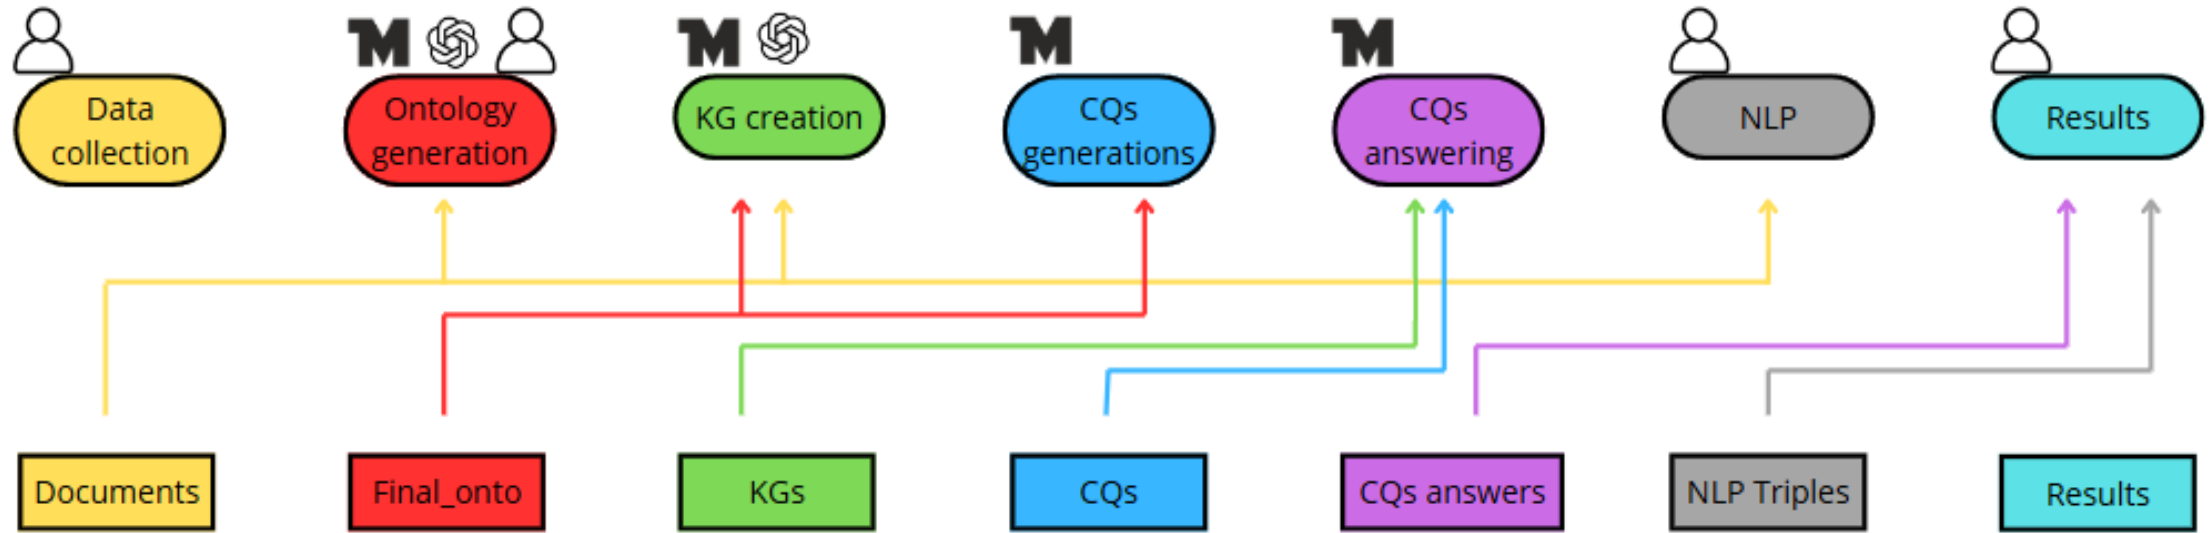 Data
collection
Ontology
generation
KG creation
CQs
generations
CQs
answering
NLP
Results
Documents
Final_onto
KGs
CQs
CQs answers
NLP Triples
Results